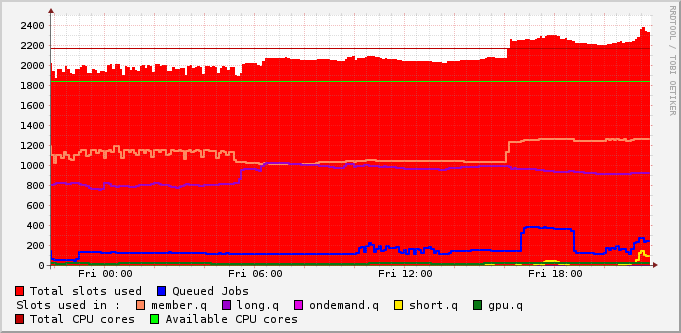 2400
2200
2000
1800
1600
1400
1200
1000
800
600
400
200
0
Fri 00:00 Fri 06:00 Fri 12:00 Fri 18:00
Total slots used Queued Jobs
Slots used in : member.q long.q ondemand.q short.q gpu.q
Total CPU cores Available CPU cores
RRDTOOL / TOBI OETIKER